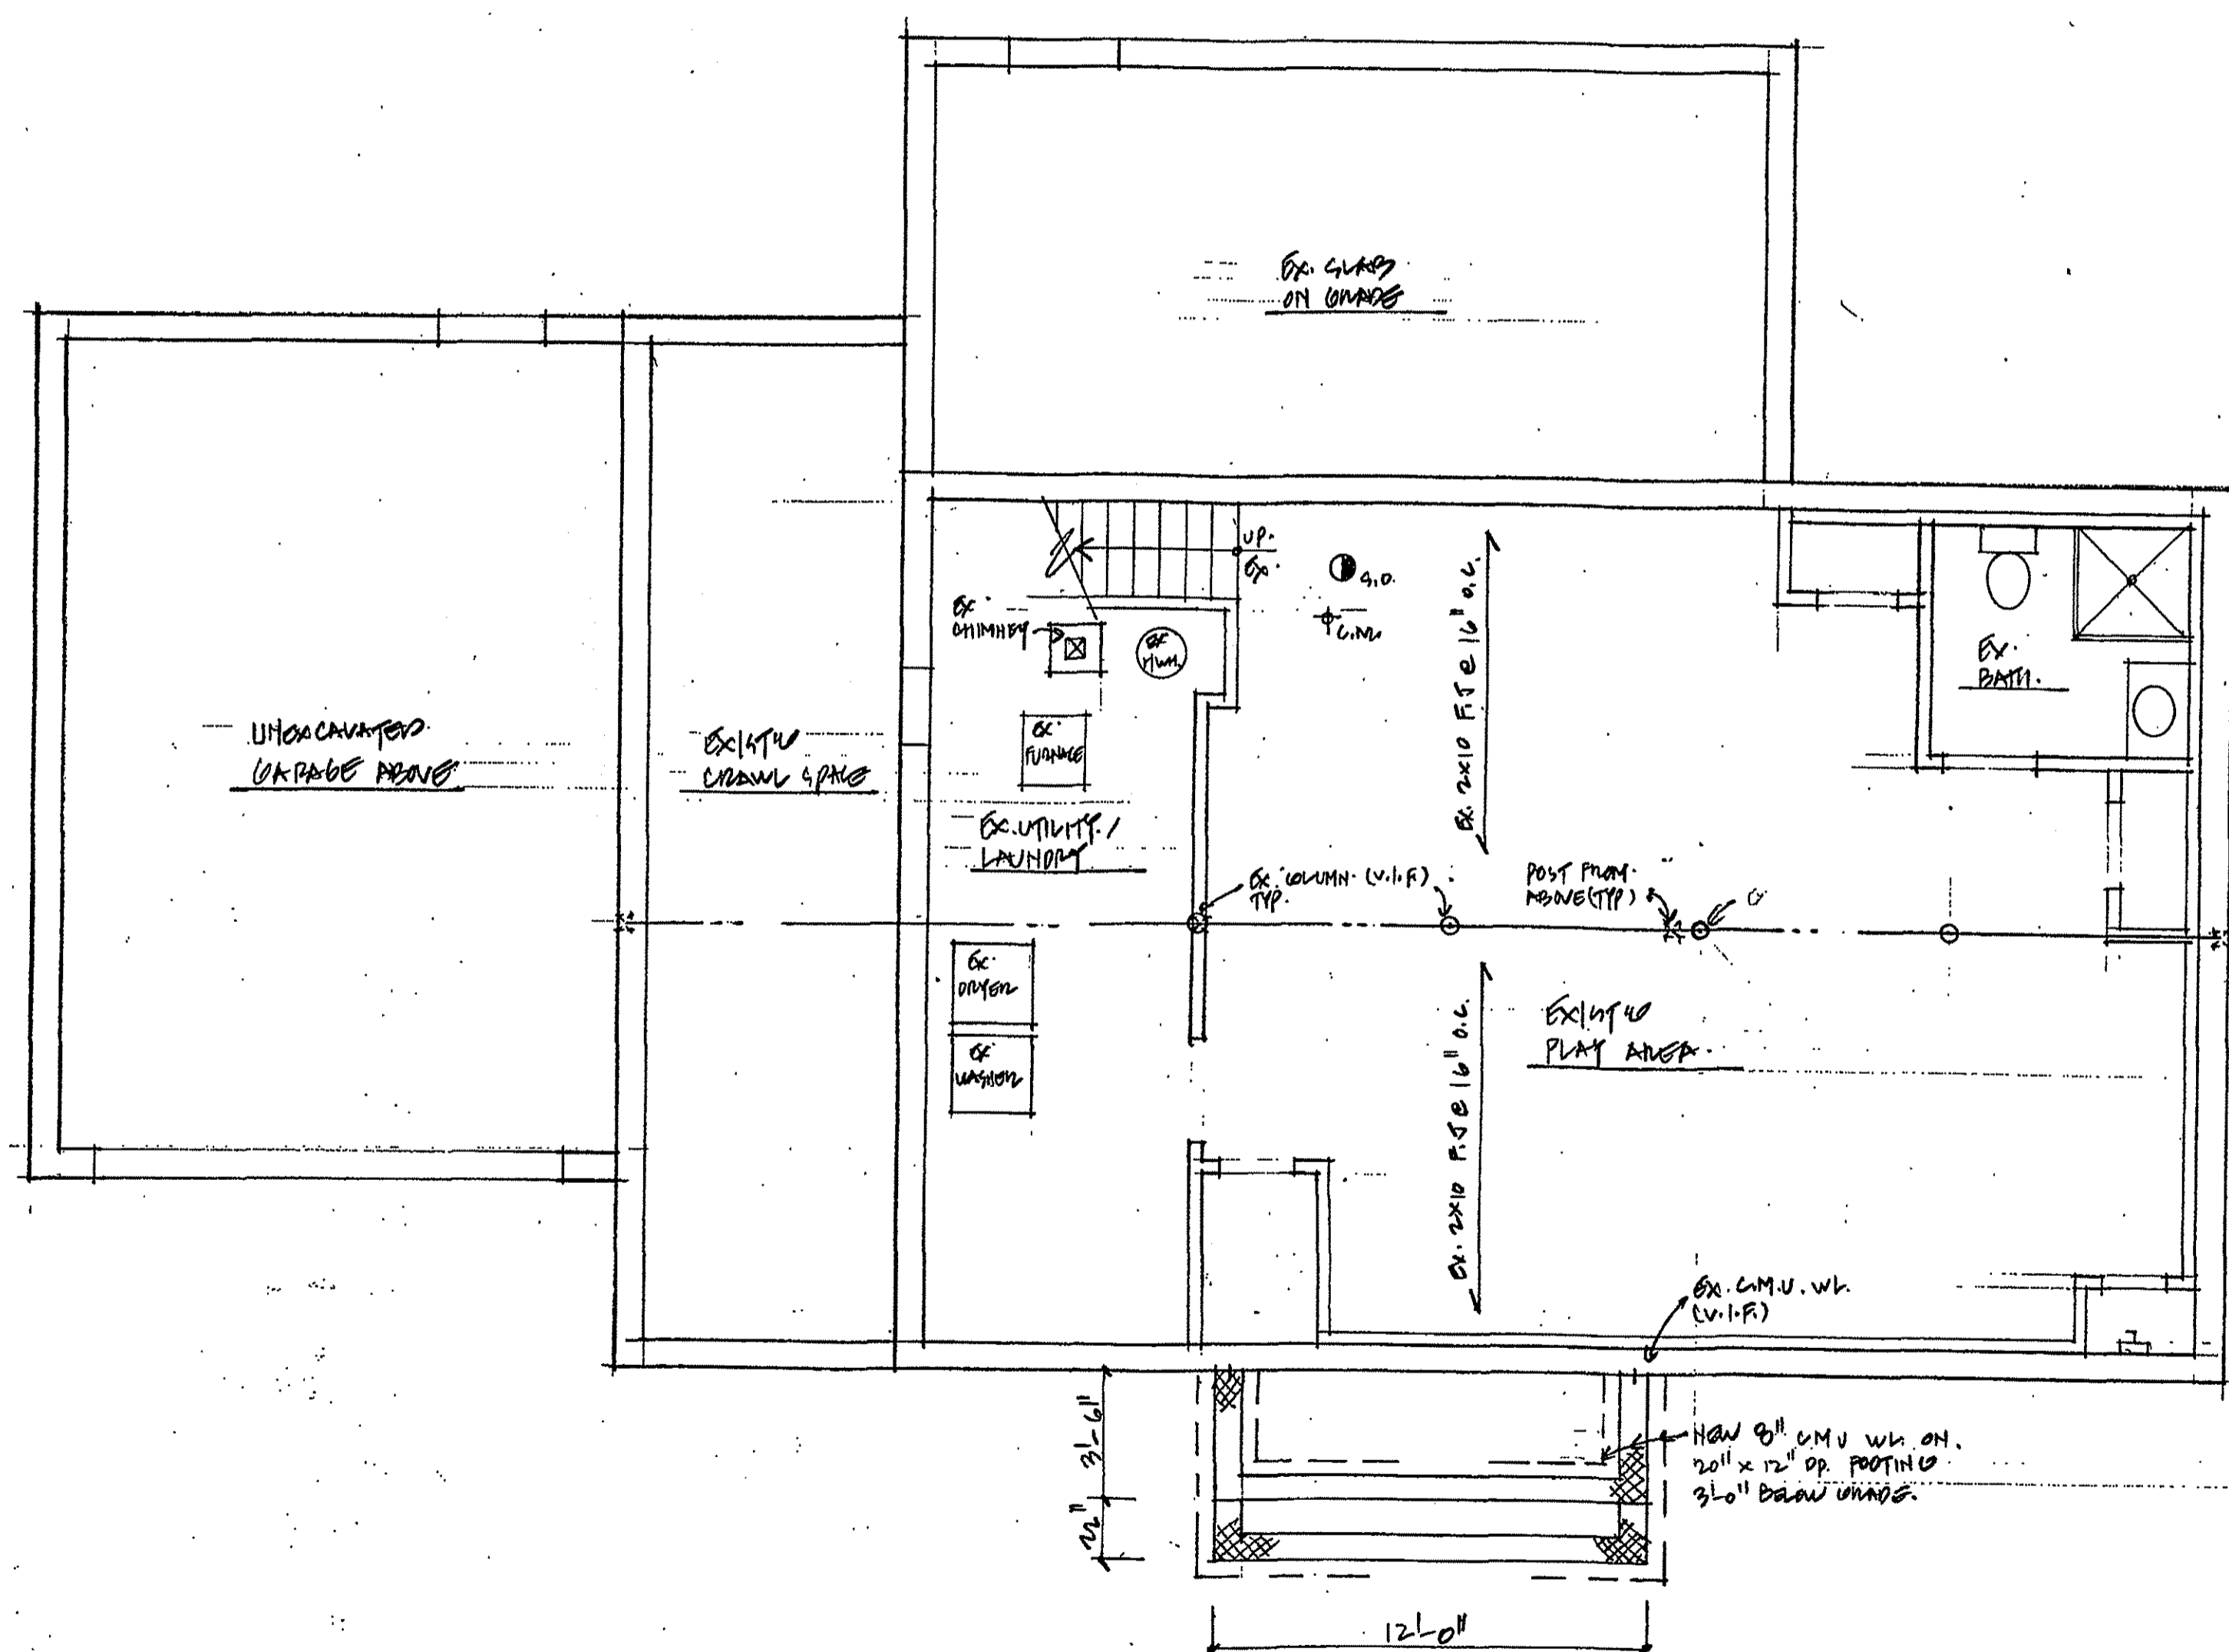 EX. SLAB
ON GRADE
UP.
EX.
S.D.
EX.
CHIMNEY
EX
HWH.
EX. 2X10 F.J @ 16" O.C.
EX.
BATH.
UNEXCAVATED
GARAGE ABOVE
EXIST'G
CRAWL SPACE
EX.
FURNACE
EX. UTILITY /
LAUNDRY
EX. COLUMN (V.I.F.)
TYP.
POST FROM
ABOVE (TYP)
EX.
DRYER
EX.
WASHER
EX. 2X10 F.J @ 16" O.C.
EXIST'G
PLAY AREA.
EX. C.M.U. WL.
(V.I.F.)
3'-6"
22"
NEW 8" CMU WL. ON.
20" x 12" DP. FOOTING
3'-0" BELOW GRADE.
12'-0"